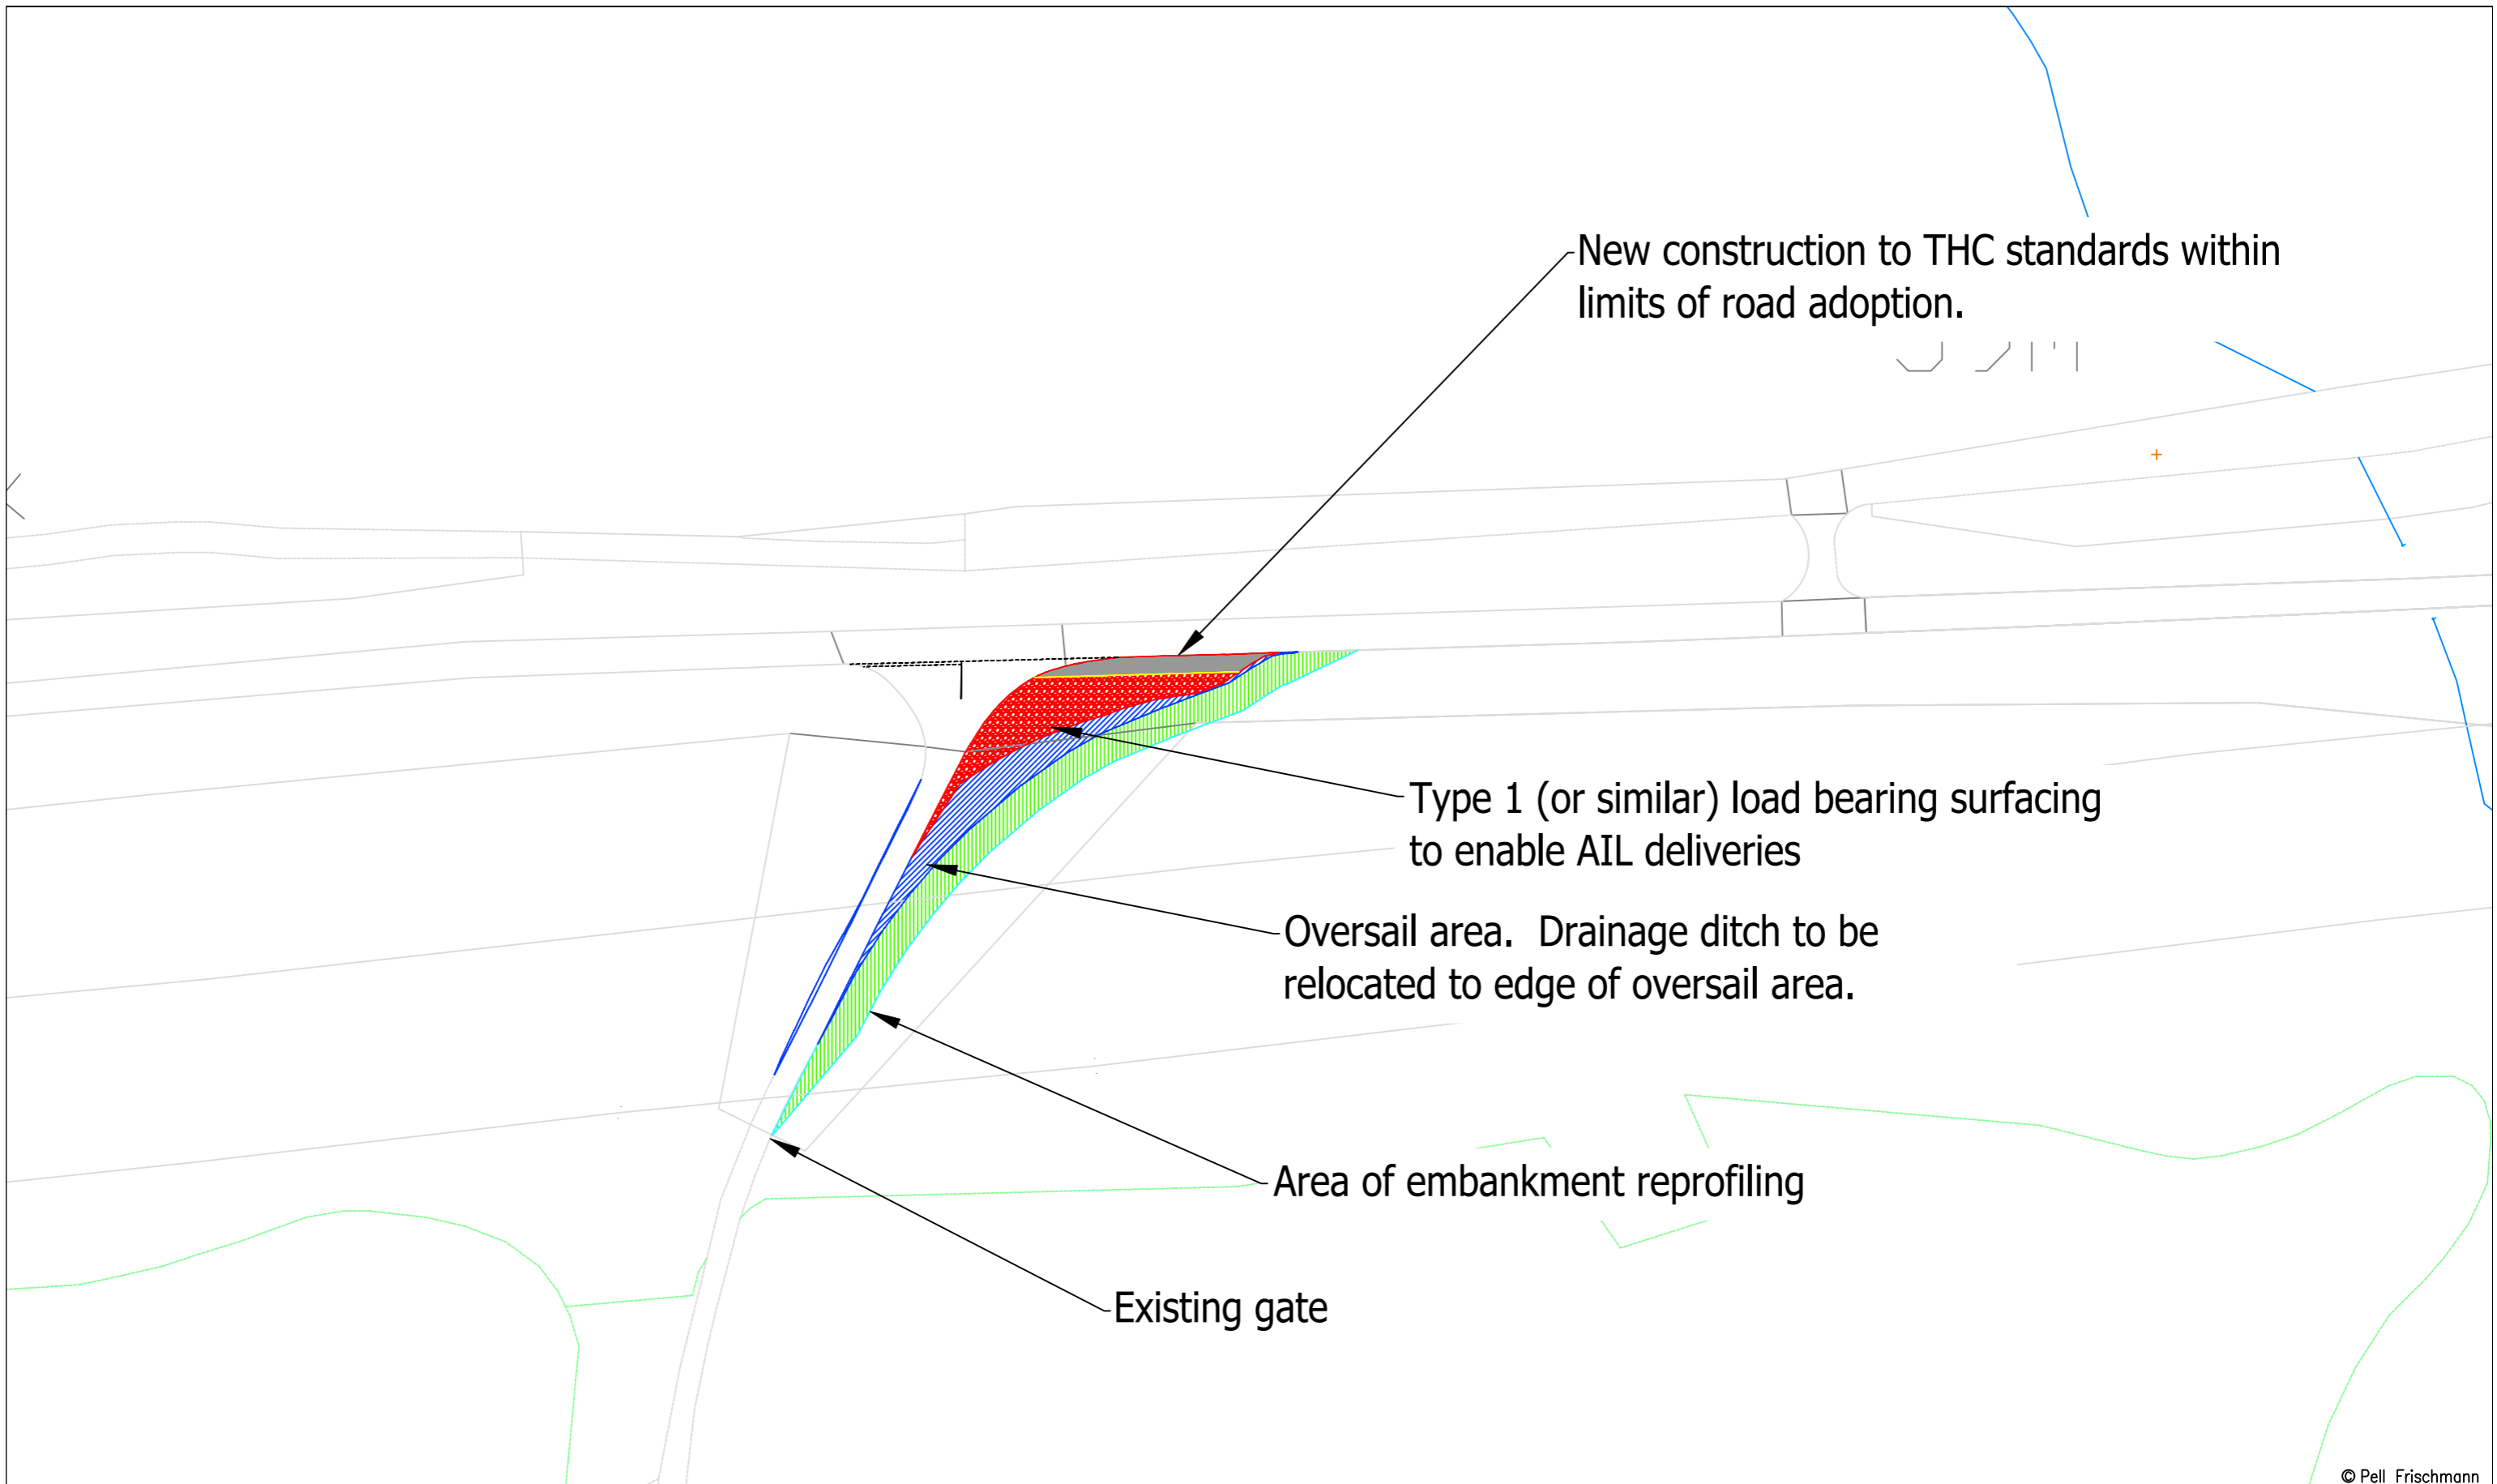 New construction to THC standards within
limits of road adoption.
Type 1 (or similar) load bearing surfacing
to enable AIL deliveries
Oversail area. Drainage ditch to be
relocated to edge of oversail area.
Area of embankment reprofiling
Existing gate
© Pell Frischmann